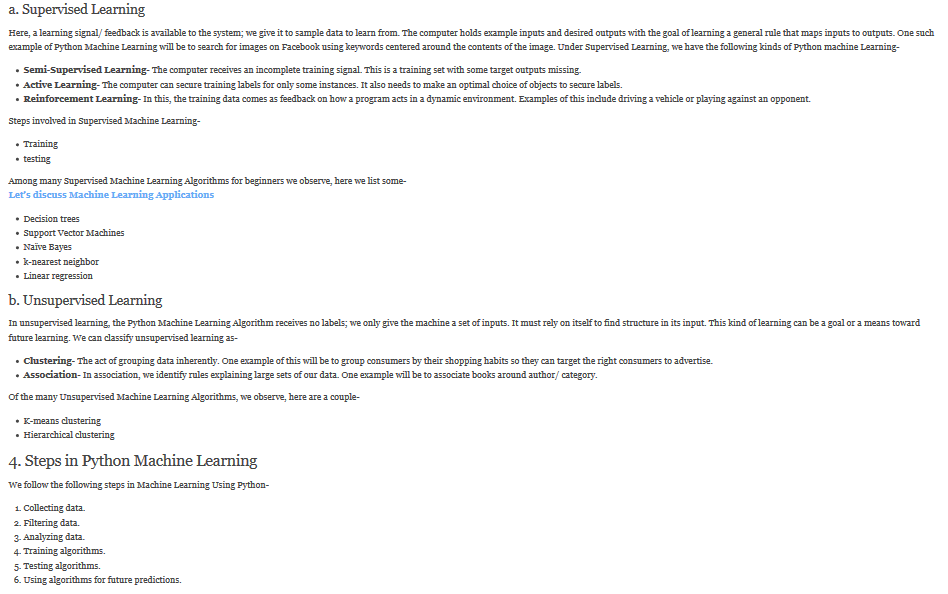 a. Supervised Learning
Here, a learning signal/ feedback is available to the system; we give it to sample data to learn from. The computer holds example inputs and desired outputs with the goal of learning a general rule that maps inputs to outputs. One such
example of Python Machine Learning will be to search for images on Facebook using keywords centered around the contents of the image. Under Supervised Learning, we have the following kinds of Python machine Learning-
• Semi-Supervised Learning- The computer receives an incomplete training signal. This is a training set with some target outputs missing.
• Active Learning- The computer can secure training labels for only some instances. It also needs to make an optimal choice of objects to secure labels.
• Reinforcement Learning- In this, the training data comes as feedback on how a program acts in a dynamic environment. Examples of this include driving a vehicle or playing against an opponent.
Steps involved in Supervised Machine Learning-
• Training
• testing
Among many Supervised Machine Learning Algorithms for beginners we observe, here we list some-
Let's discuss Machine Learning Applications
• Decision trees
• Support Vector Machines
• Naïve Bayes
• k-nearest neighbor
• Linear regression
b. Unsupervised Learning
In unsupervised learning, the Python Machine Learning Algorithm receives no labels; we only give the machine a set of inputs. It must rely on itself to find structure in its input. This kind of learning can be a goal or a means toward
future learning. We can classify unsupervised learning as-
• Clustering- The act of grouping data inherently. One example of this will be to group consumers by their shopping habits so they can target the right consumers to advertise.
• Association- In association, we identify rules explaining large sets of our data. One example will be to associate books around author/ category.
Of the many Unsupervised Machine Learning Algorithms, we observe, here are a couple-
• K-means clustering
• Hierarchical clustering
4. Steps in Python Machine Learning
We follow the following steps in Machine Learning Using Python-
1. Collecting data.
2. Filtering data.
3. Analyzing data.
4. Training algorithms.
5. Testing algorithms.
6. Using algorithms for future predictions.